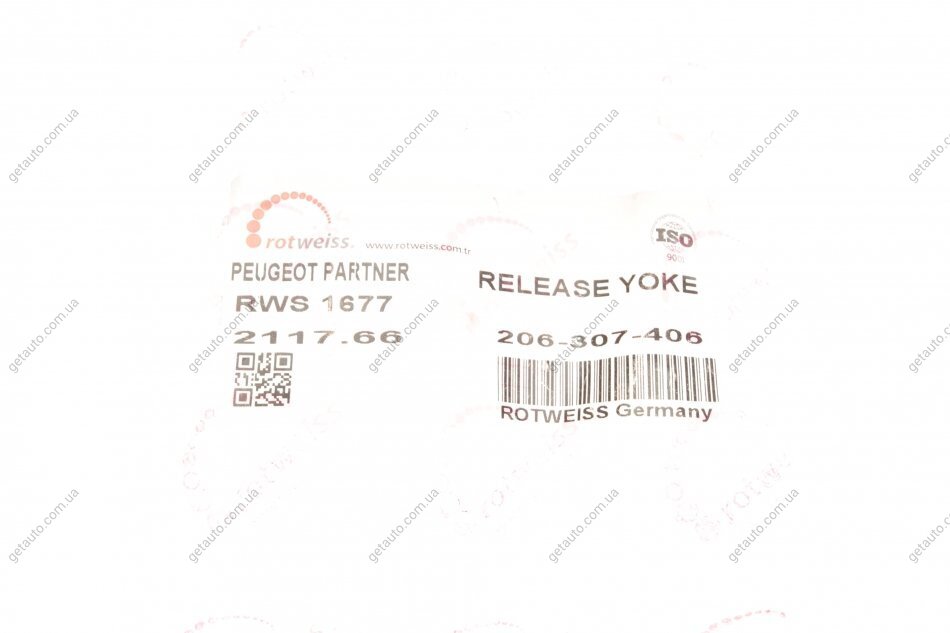 rotweiss. www.rotweiss.com.tr
ISO
9001
PEUGEOT PARTNER
RELEASE YOKE
RWS 1677
2117.66
206-307-406
ROTWEISS Germany
getauto.com.ua